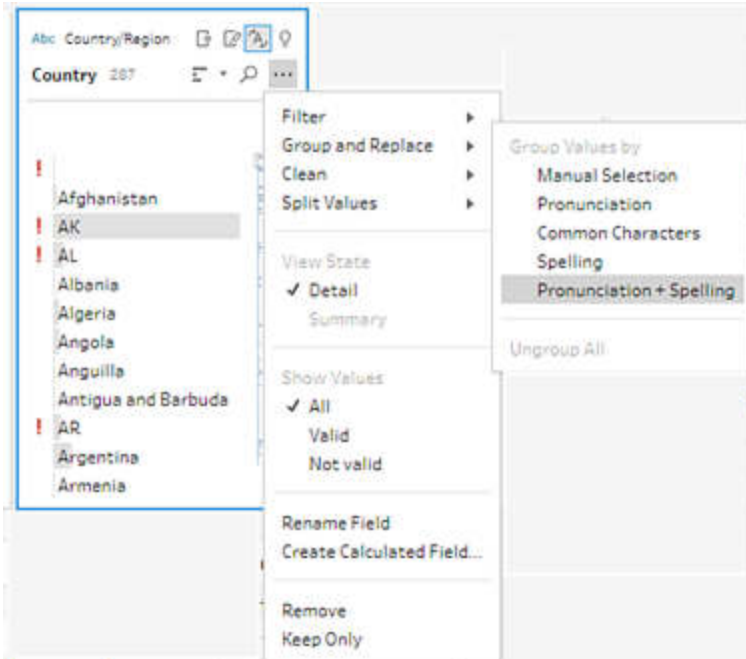 Abc Country/Region
Country 287
Afghanistan
AK
AL
Albania
Algeria
Angola
Anguilla
Antigua and Barbuda
AR
Argentina
Armenia
Filter
Group and Replace
Clean
Split Values
View State
✓ Detail
Summary
Show Values
✓ All
Valid
Not valid
Rename Field
Create Calculated Field...
Remove
Keep Only
Group Values by
Manual Selection
Pronunciation
Common Characters
Spelling
Pronunciation + Spelling
Ungroup All